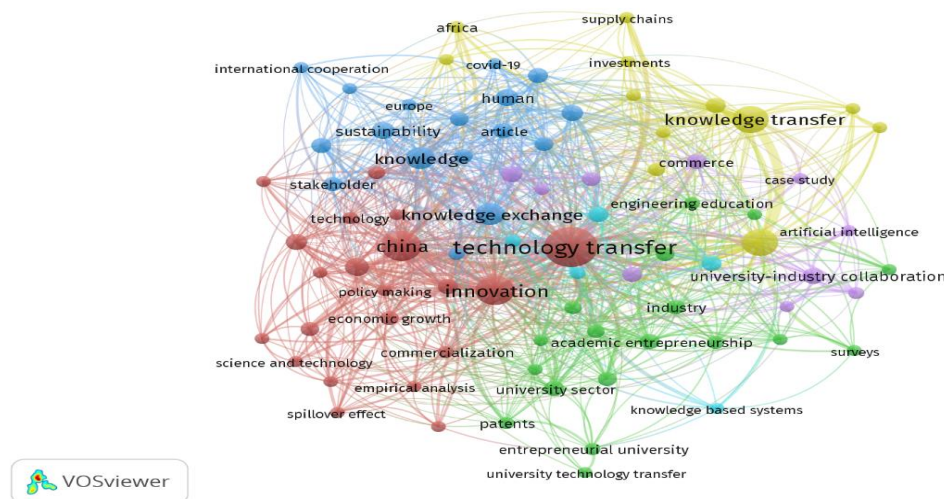 supply chains
africa
covid-19
investments
international cooperation
human
europe
knowledge transfer
sustainability
article
knowledge
commerce
stakeholder
case study
engineering education
technology
knowledge exchange
artificial intelligence
china
technology transfer
university-industry collaboration
policy making
innovation
industry
economic growth
academic entrepreneurship
commercialization
surveys
science and technology
empirical analysis
university sector
spillover effect
knowledge based systems
patents
entrepreneurial university
university technology transfer
VOSviewer